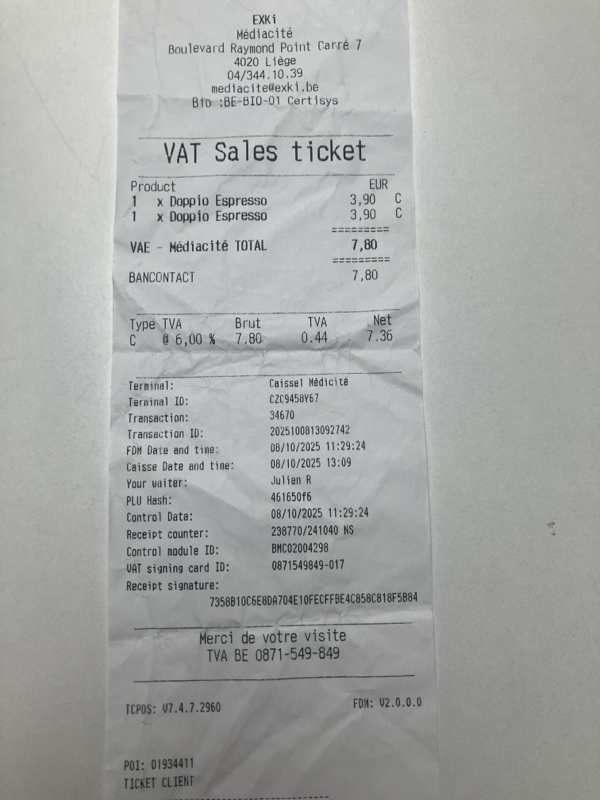 EXKi
Médiacité
Boulevard Raymond Point Carré 7
4020 Liège
04/344.10.39
mediacite@exki.be
Bio :BE-BIO-01 Certisys
VAT Sales ticket
Product EUR
1 x Doppio Espresso 3,90 C
1 x Doppio Espresso 3,90 C
=========
VAE - Médiacité TOTAL 7,80
=========
BANCONTACT 7,80
Type TVA Brut TVA Net
C @ 6,00 % 7.80 0.44 7.36
Terminal: Caisse1 Médicité
Terminal ID: CZC9458Y67
Transaction: 34670
Transaction ID: 2025100813092742
FDM Date and time: 08/10/2025 11:29:24
Caisse Date and time: 08/10/2025 13:09
Your waiter: Julien R
PLU Hash: 461650f6
Control Data: 08/10/2025 11:29:24
Receipt counter: 238770/241040 NS
Control module ID: BMC02004298
VAT signing card ID: 0871549849-017
Receipt signature:
7358B10C6E8DA704E10FECFFBE4C858C818F5B84
Merci de votre visite
TVA BE 0871-549-849
TCPOS: V7.4.7.2960 FDM: V2.0.0.0
POI: 01934411
TICKET CLIENT